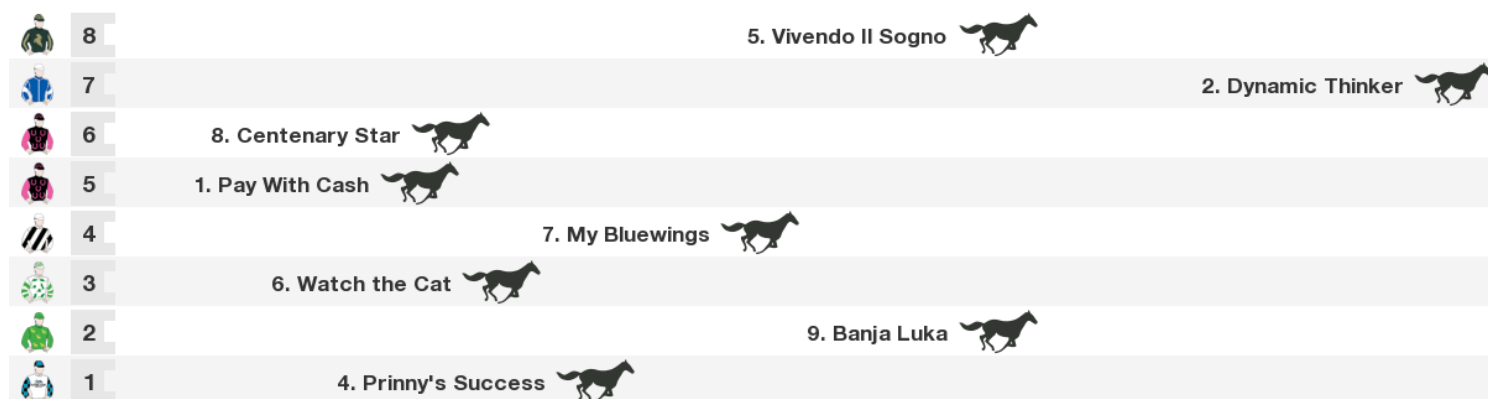 8 5. Vivendo Il Sogno
7 2. Dynamic Thinker
6 8. Centenary Star
5 1. Pay With Cash
4 7. My Bluewings
3 6. Watch the Cat
2 9. Banja Luka
1 4. Prinny's Success